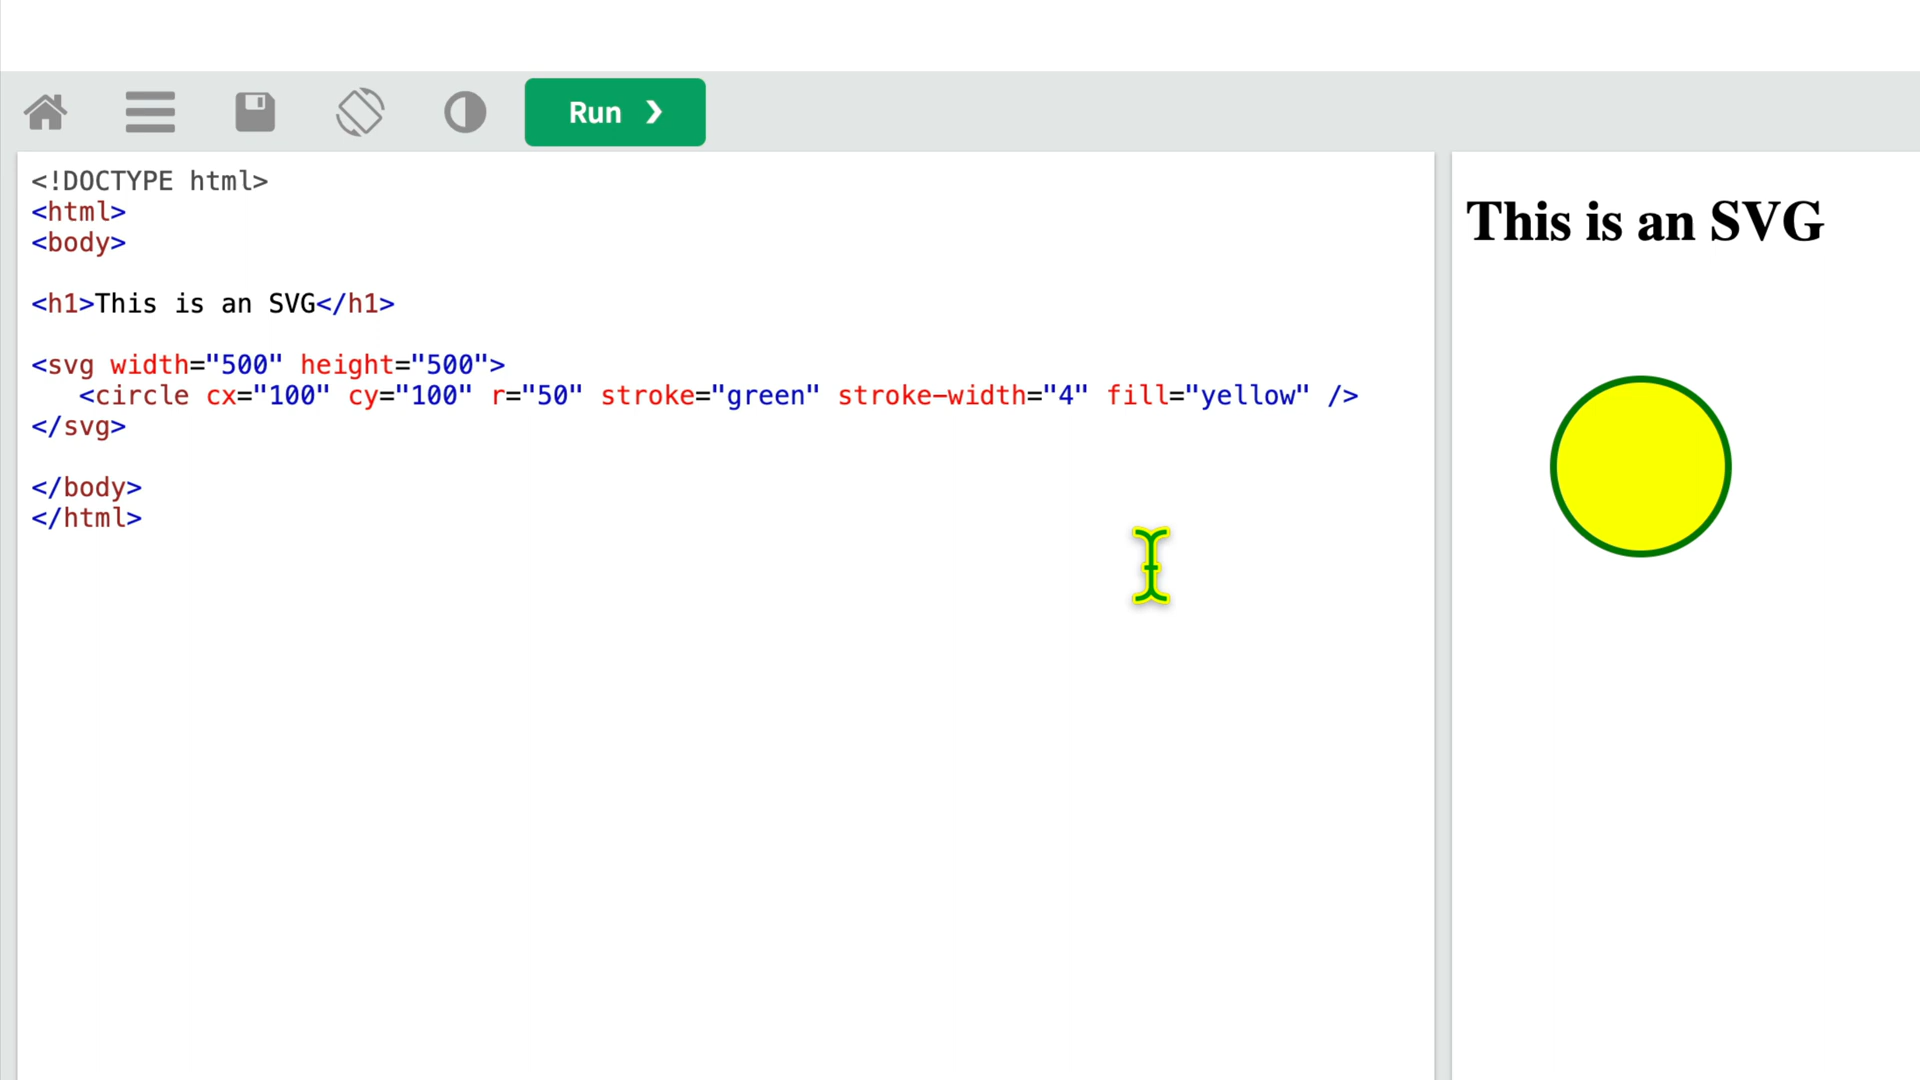 Run ❯
<!DOCTYPE html>
<html>
<body>
<h1>This is an SVG</h1>
<svg width="500" height="500">
<circle cx="100" cy="100" r="50" stroke="green" stroke-width="4" fill="yellow" />
</svg>
</body>
</html>
This is an SVG